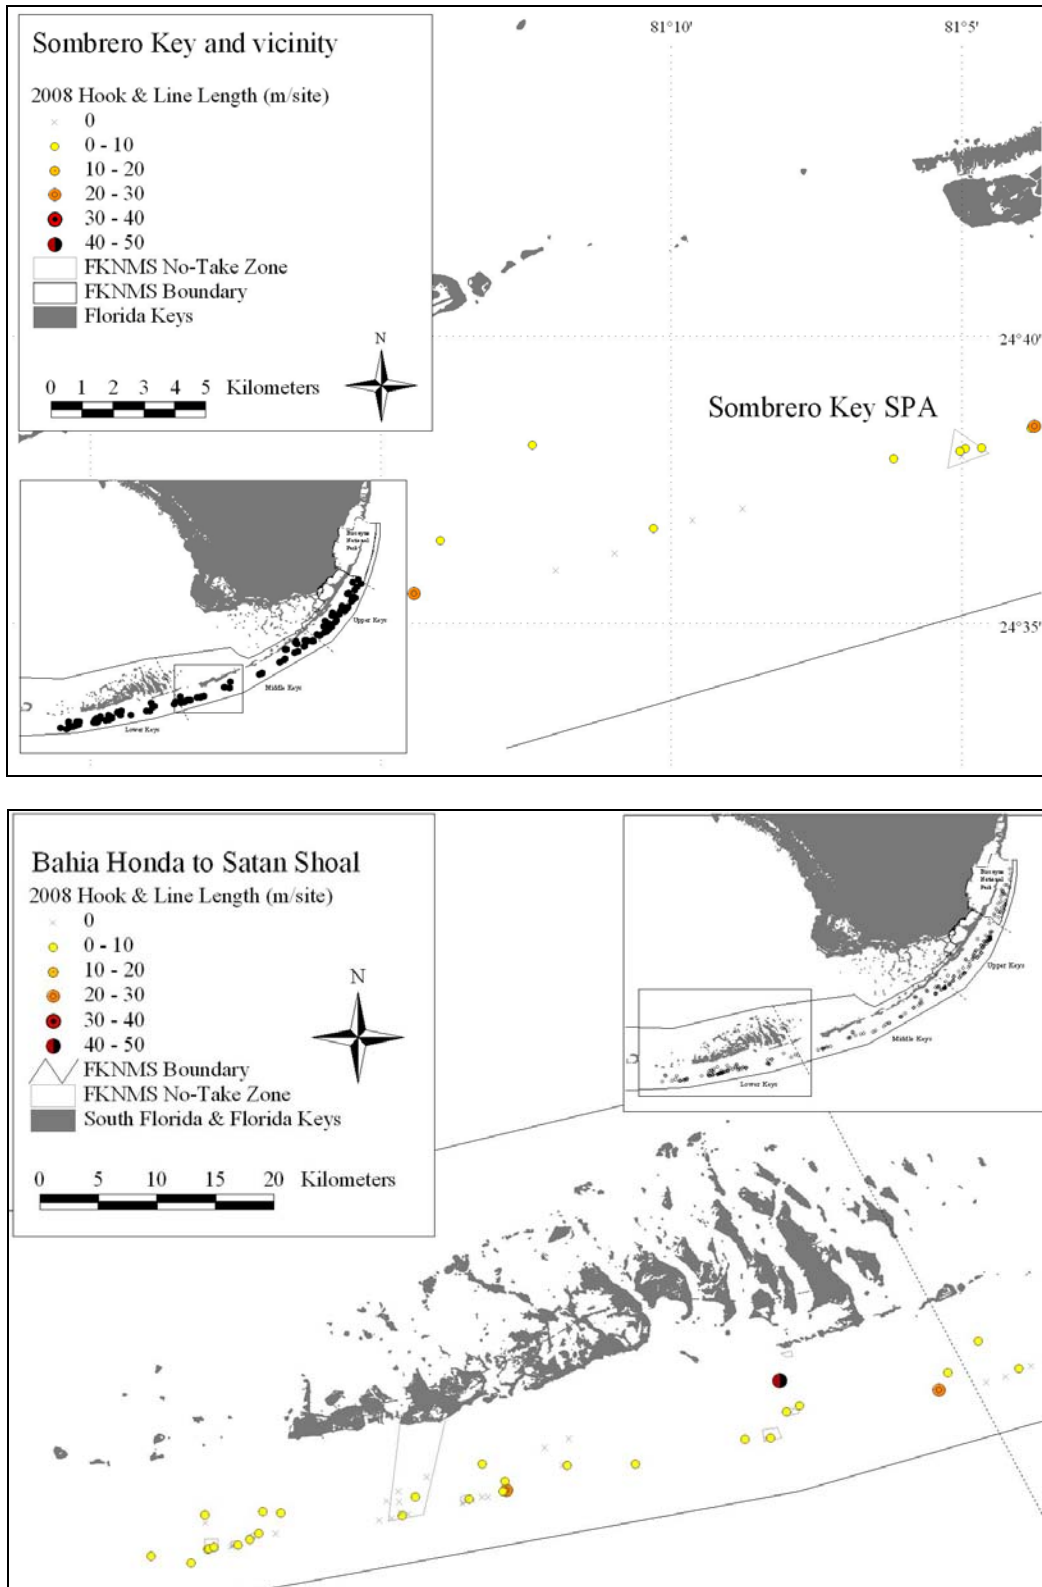 Sombrero Key and vicinity
2008 Hook & Line Length (m/site)
0
0 - 10
10 - 20
20 - 30
30 - 40
40 - 50
FKNMS No-Take Zone
FKNMS Boundary
Florida Keys
N
0 1 2 3 4 5 Kilometers
81°10'
81°5'
24°40'
Sombrero Key SPA
24°35'
Biscayne
National
Park
Upper Keys
Middle Keys
Lower Keys
Bahia Honda to Satan Shoal
2008 Hook & Line Length (m/site)
0
0 - 10
10 - 20
20 - 30
30 - 40
40 - 50
FKNMS Boundary
FKNMS No-Take Zone
South Florida & Florida Keys
N
0 5 10 15 20 Kilometers
Biscayne
National
Park
Upper Keys
Middle Keys
Lower Keys